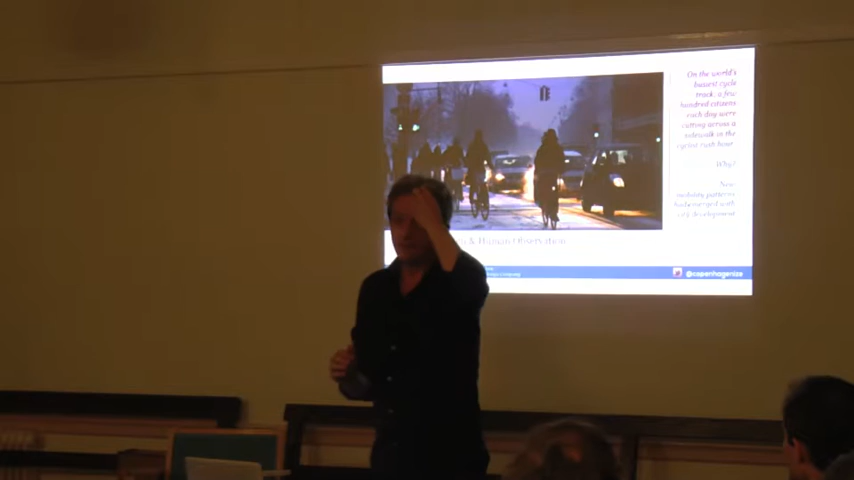 On the world's
busiest cycle
track: a few
hundred citizens
each day were
cutting across a
sidewalk in the
cyclist rush hour.
Why?
New
mobility patterns
had emerged with
city development
& Human Observation
@copenhagenize